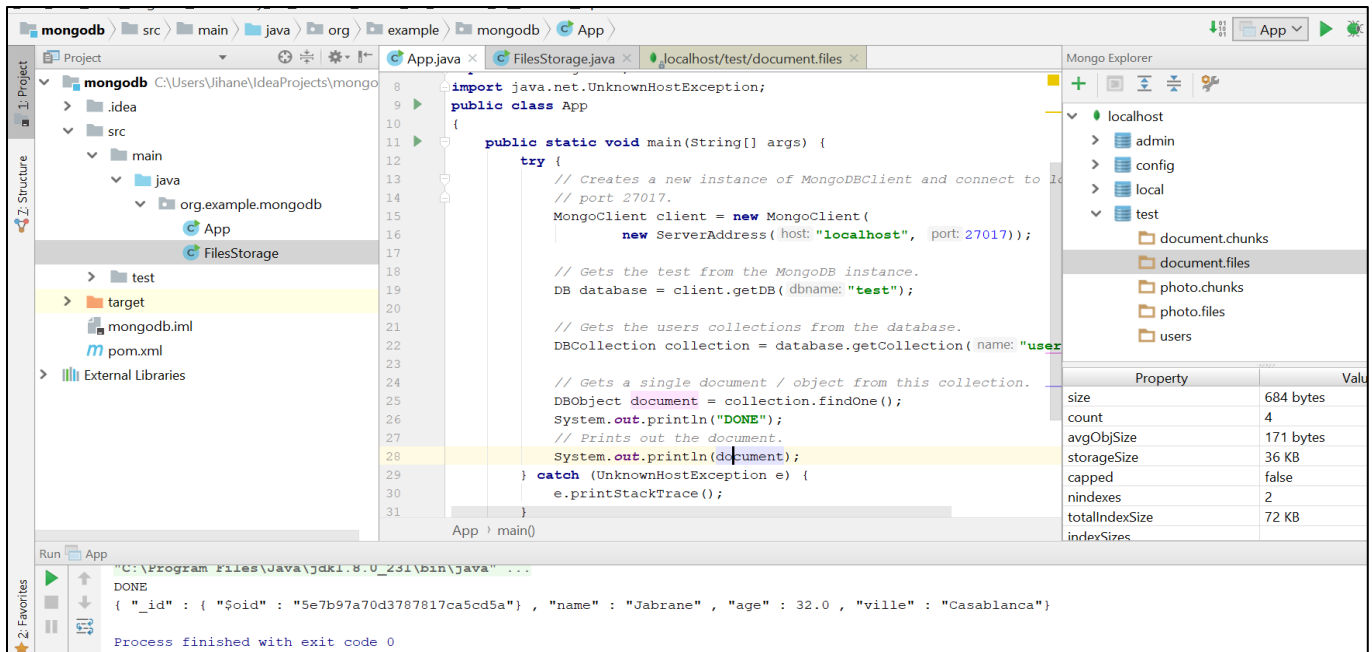 mongodb src main java org example mongodb App App
1: Project
Z: Structure
2: Favorites
Project
mongodb C:\Users\Jihane\IdeaProjects\mongo
.idea
src
main
java
org.example.mongodb
App
FilesStorage
test
target
mongodb.iml
pom.xml
External Libraries
App.java FilesStorage.java localhost/test/document.files
8 import java.net.UnknownHostException;
9 public class App
10 {
11 public static void main(String[] args) {
12 try {
13 // Creates a new instance of MongoDBClient and connect to lo
14 // port 27017.
15 MongoClient client = new MongoClient(
16 new ServerAddress( host: "localhost", port: 27017));
17
18 // Gets the test from the MongoDB instance.
19 DB database = client.getDB( dbname: "test");
20
21 // Gets the users collections from the database.
22 DBCollection collection = database.getCollection( name: "user
23
24 // Gets a single document / object from this collection.
25 DBObject document = collection.findOne();
26 System.out.println("DONE");
27 // Prints out the document.
28 System.out.println(document);
29 } catch (UnknownHostException e) {
30 e.printStackTrace();
31 }
App main()
Mongo Explorer
localhost
admin
config
local
test
document.chunks
document.files
photo.chunks
photo.files
users
Property Valu
size 684 bytes
count 4
avgObjSize 171 bytes
storageSize 36 KB
capped false
nindexes 2
totalIndexSize 72 KB
indexSizes
Run App
"C:\Program Files\Java\jdk1.8.0_231\bin\java" ...
DONE
{ "_id" : { "$oid" : "5e7b97a70d3787817ca5cd5a"} , "name" : "Jabrane" , "age" : 32.0 , "ville" : "Casablanca"}
Process finished with exit code 0